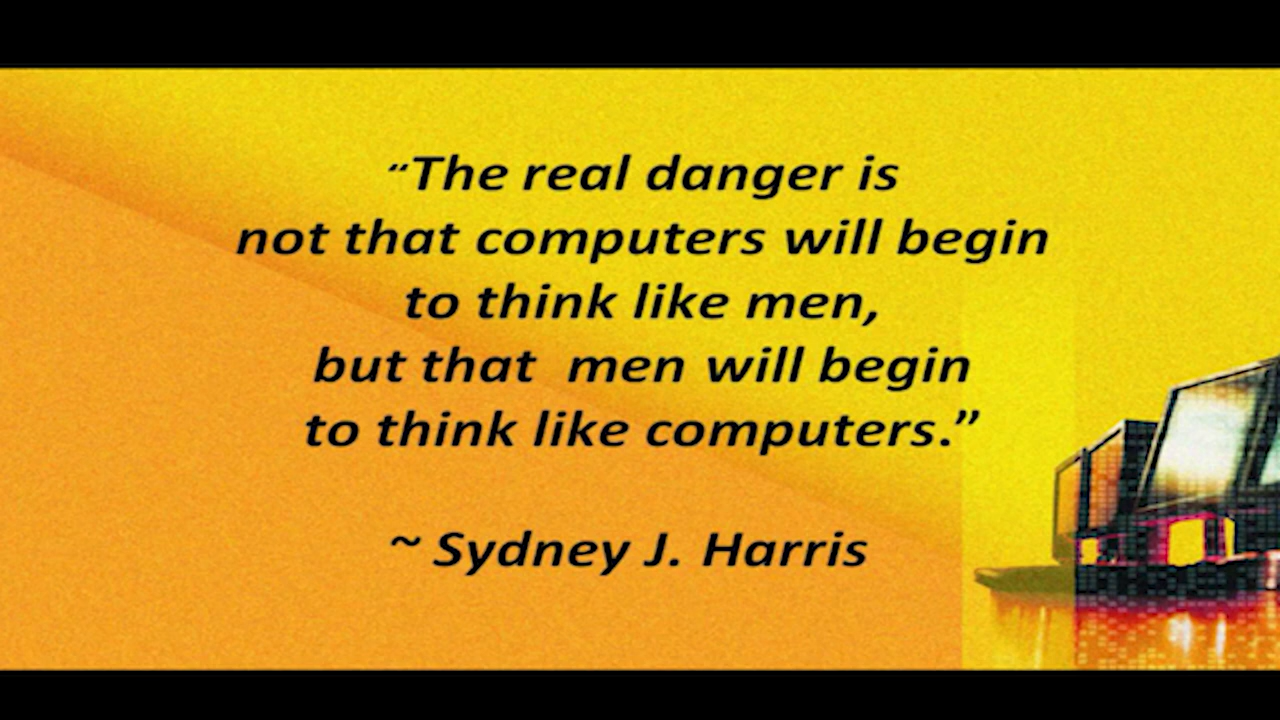 “The real danger is
not that computers will begin
to think like men,
but that  men will begin
to think like computers.”
~ Sydney J. Harris